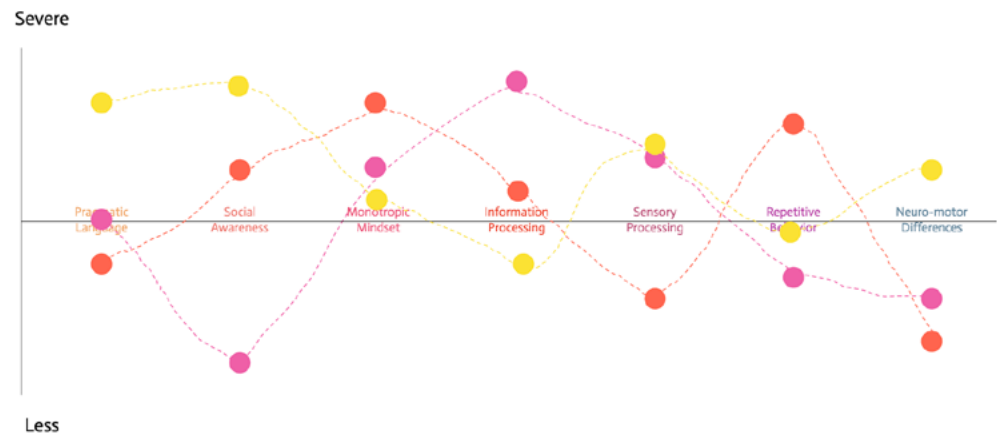 Severe
Pragmatic
Language
Social
Awareness
Monotropic
Mindset
Information
Processing
Sensory
Processing
Repetitive
Behavior
Neuro-motor
Differences
Less